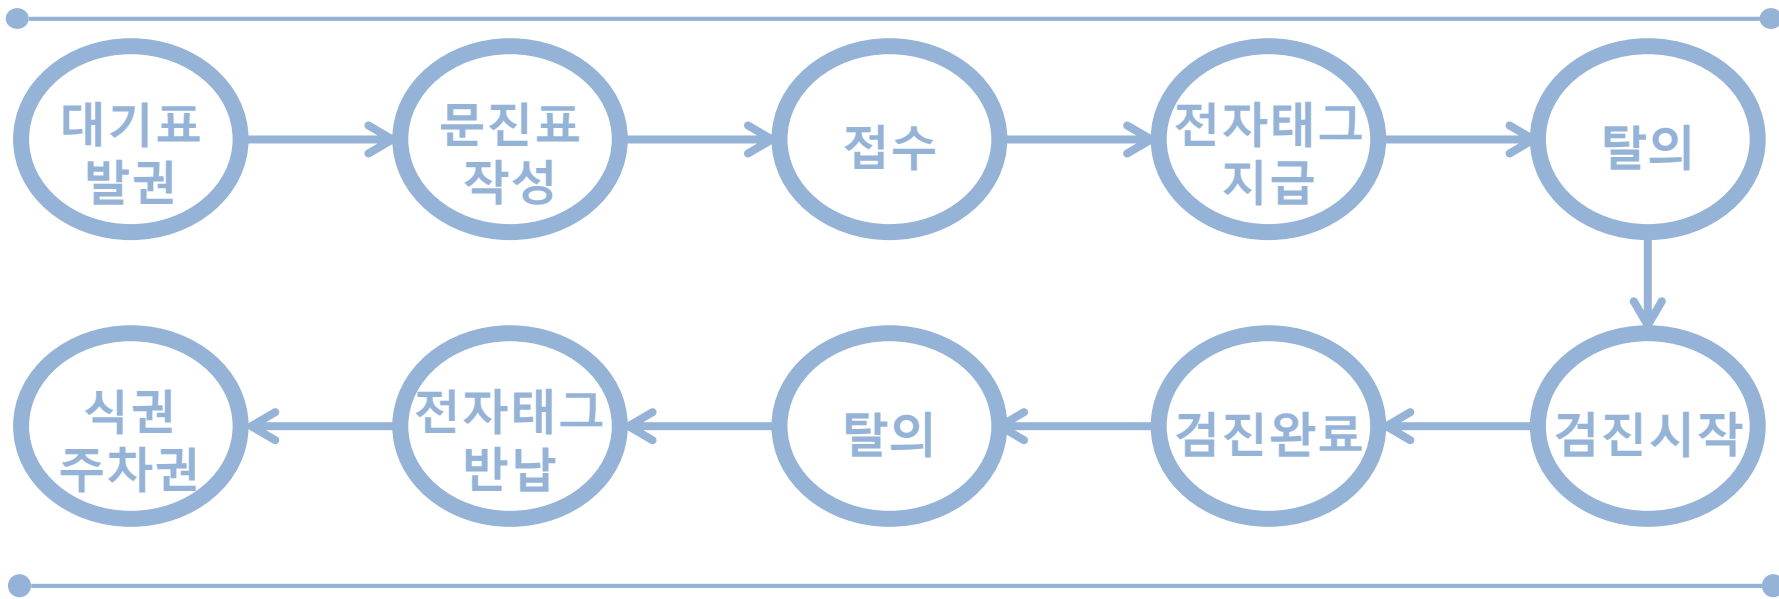 대기표
발권
문진표
작성
접수
전자태그
지급
탈의
검진시작
검진완료
탈의
전자태그
반납
식권
주차권